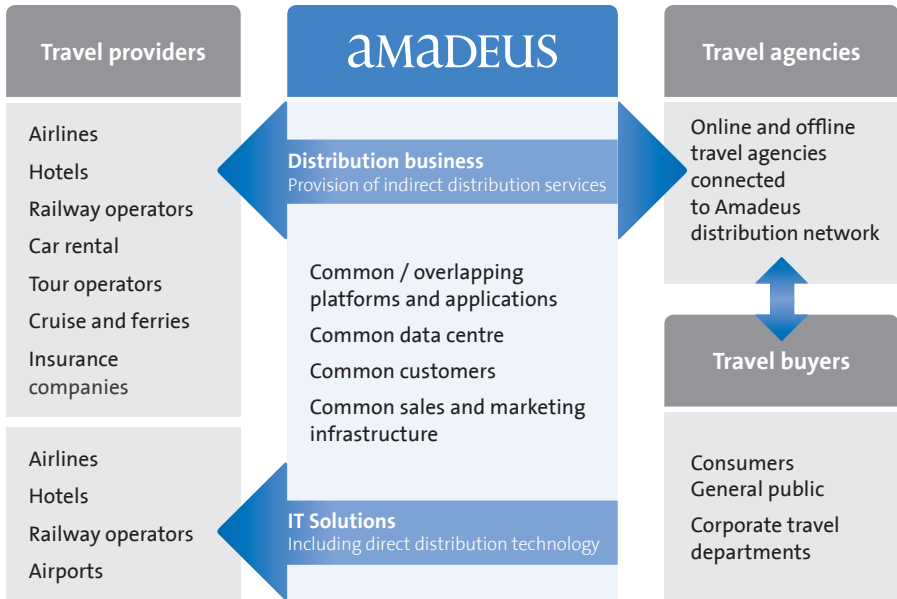 Travel providers
Airlines
Hotels
Railway operators
Car rental
Tour operators
Cruise and ferries
Insurance
companies
Airlines
Hotels
Railway operators
Airports
aMaDEUS
Distribution business
Provision of indirect distribution services
Common / overlapping
platforms and applications
Common data centre
Common customers
Common sales and marketing
infrastructure
IT Solutions
Including direct distribution technology
Travel agencies
Online and offline
travel agencies
connected
to Amadeus
distribution network
Travel buyers
Consumers
General public
Corporate travel
departments